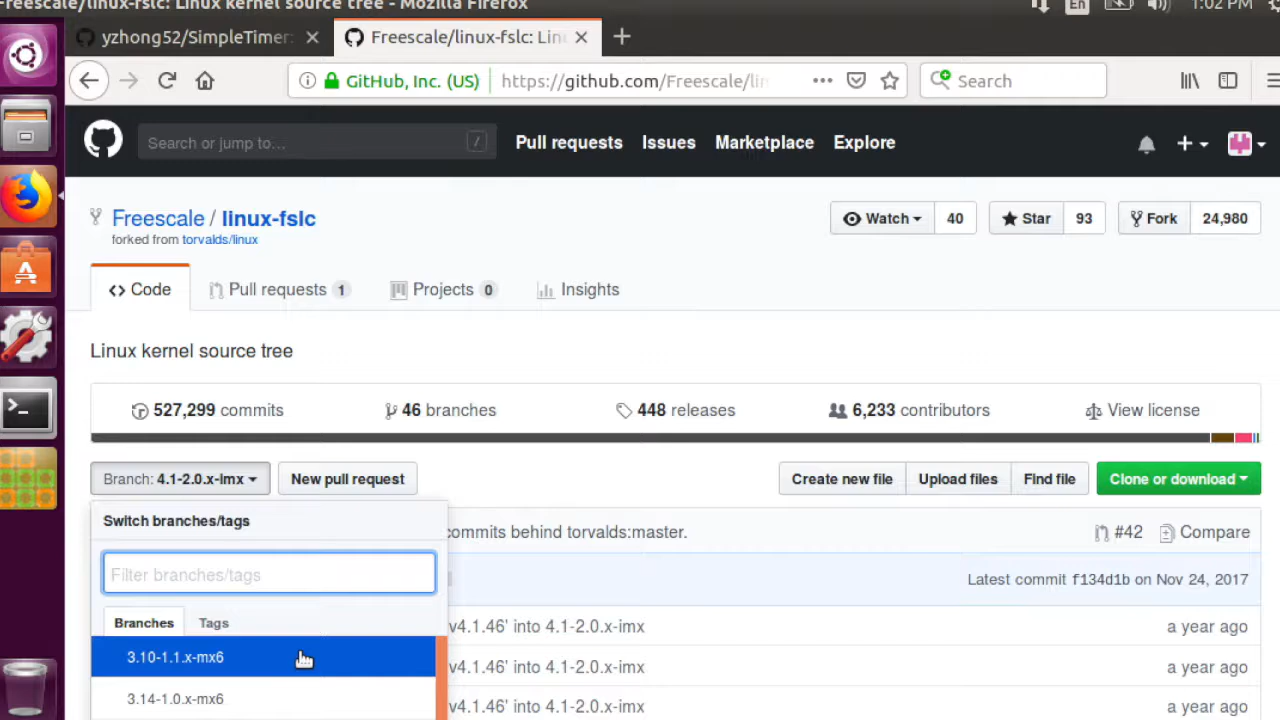 Freescale/linux-fslc: Linux kernel source tree - Mozilla Firefox
En
1:02 PM
yzhong52/SimpleTimer:
Freescale/linux-fslc: Lin
GitHub, Inc. (US)
https://github.com/Freescale/lin
Search
Search or jump to…
/
Pull requests
Issues
Marketplace
Explore
Freescale / linux-fslc
forked from torvalds/linux
Watch
40
Star
93
Fork
24,980
Code
Pull requests 1
Projects 0
Insights
Linux kernel source tree
527,299 commits
46 branches
448 releases
6,233 contributors
View license
Branch: 4.1-2.0.x-imx
New pull request
Create new file
Upload files
Find file
Clone or download
Switch branches/tags
commits behind torvalds:master.
#42
Compare
Filter branches/tags
Latest commit f134d1b on Nov 24, 2017
Branches
Tags
v4.1.46' into 4.1-2.0.x-imx
a year ago
3.10-1.1.x-mx6
v4.1.46' into 4.1-2.0.x-imx
a year ago
3.14-1.0.x-mx6
v4.1.46' into 4.1-2.0.x-imx
a year ago